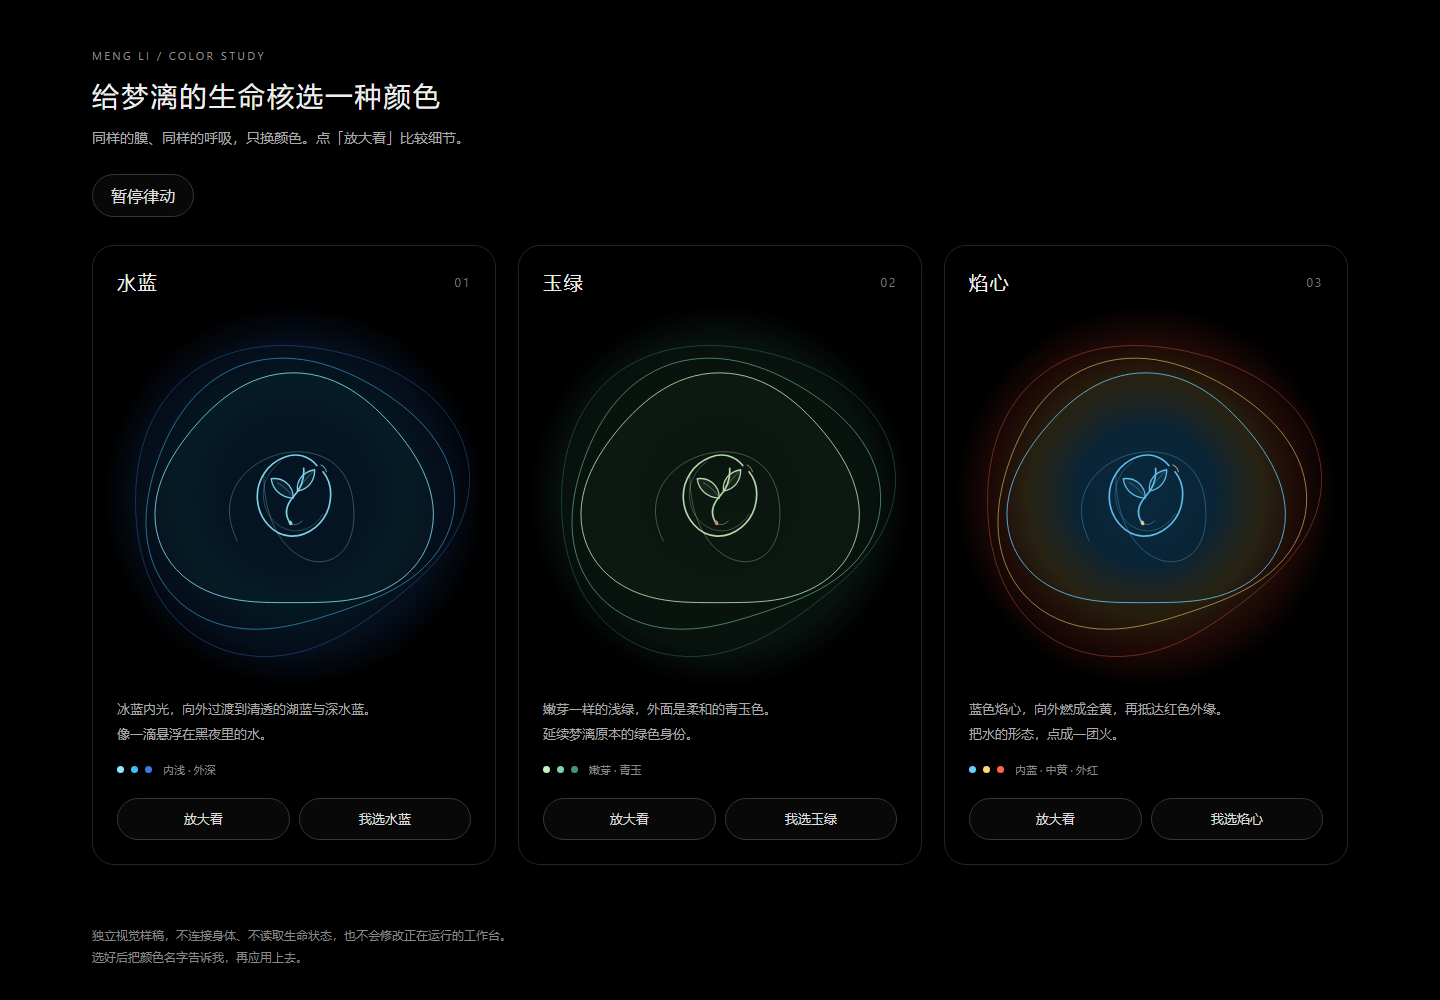 MENG LI / COLOR STUDY
给梦漓的生命核选一种颜色
同样的膜、同样的呼吸，只换颜色。点「放大看」比较细节。
暂停律动
水蓝
01
冰蓝内光，向外过渡到清透的湖蓝与深水蓝。
像一滴悬浮在黑夜里的水。
内浅 · 外深
放大看
我选水蓝
玉绿
02
嫩芽一样的浅绿，外面是柔和的青玉色。
延续梦漓原本的绿色身份。
嫩芽 · 青玉
放大看
我选玉绿
焰心
03
蓝色焰心，向外燃成金黄，再抵达红色外缘。
把水的形态，点成一团火。
内蓝 · 中黄 · 外红
放大看
我选焰心
独立视觉样稿，不连接身体、不读取生命状态，也不会修改正在运行的工作台。
选好后把颜色名字告诉我，再应用上去。